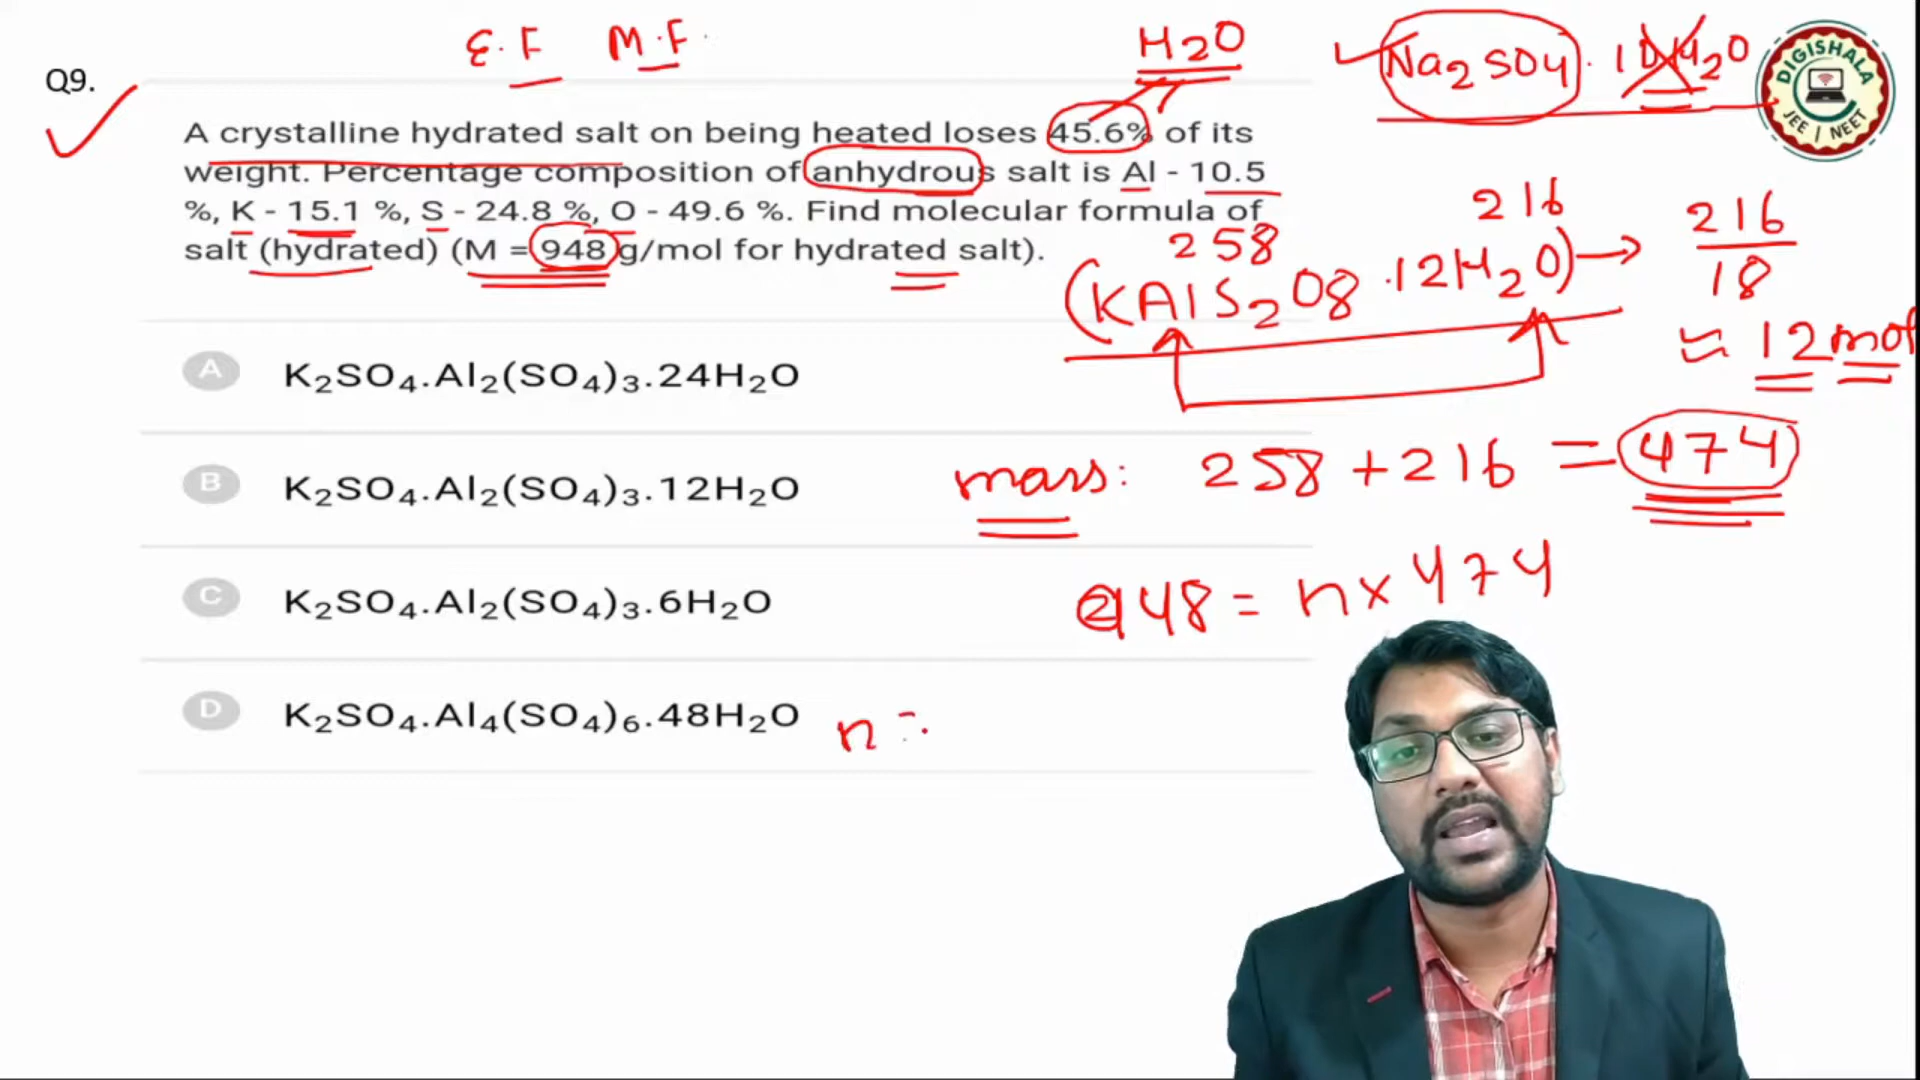 E.F M.F.
H2O
Na2SO4.10H2O
DIGISHALA
JEE | NEET
Q9.
A crystalline hydrated salt on being heated loses 45.6% of its
weight. Percentage composition of anhydrous salt is Al - 10.5
%, K - 15.1 %, S - 24.8 %, O - 49.6 %. Find molecular formula of
salt (hydrated) (M = 948 g/mol for hydrated salt).
258 216
(KAlS2O8.12H2O) → 216/18
≈ 12 mol
A K₂SO₄.Al₂(SO₄)₃.24H₂O
B K₂SO₄.Al₂(SO₄)₃.12H₂O
mass: 258 + 216 = 474
C K₂SO₄.Al₂(SO₄)₃.6H₂O
948 = n x 474
D K₂SO₄.Al₄(SO₄)₆.48H₂O
n =